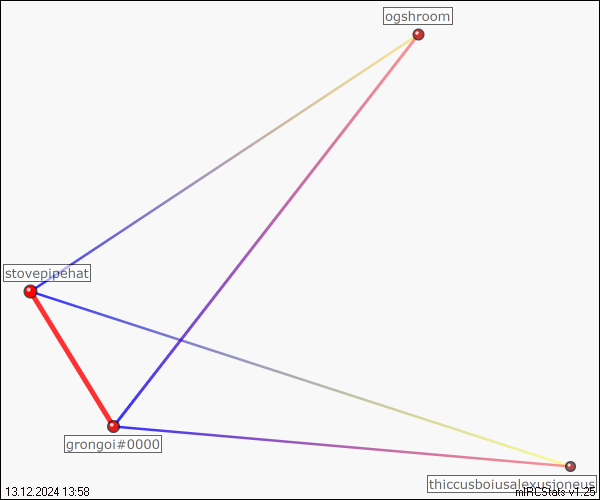 ogshroom
stovepipehat
grongoi#0000
thiccusboiusalexusioneus
13.12.2024 13:58
mIRCStats v1.25